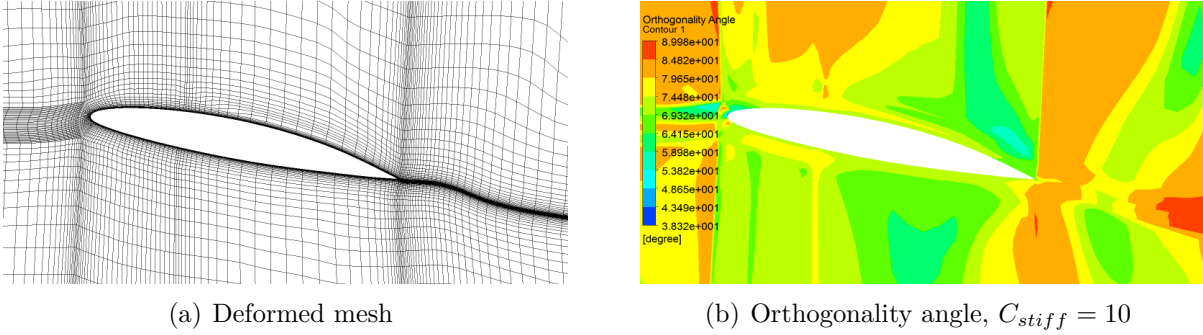 Orthogonality Angle
Contour 1
8.998e+001
8.482e+001
7.965e+001
7.448e+001
6.932e+001
6.415e+001
5.898e+001
5.382e+001
4.865e+001
4.349e+001
3.832e+001
[degree]
(a) Deformed mesh
(b) Orthogonality angle, C_{stiff} = 10